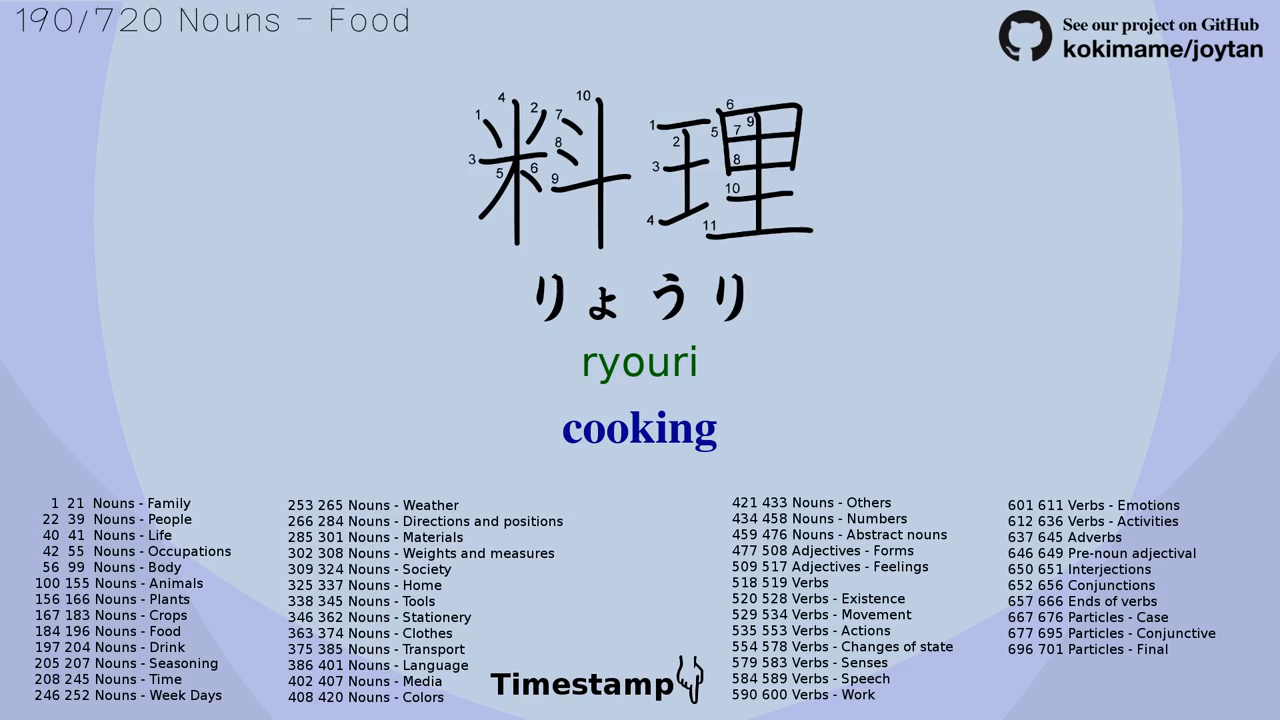 190/720 Nouns - Food
See our project on GitHub
kokimame/joytan
料理
りょうり
ryouri
cooking
1 21 Nouns - Family
22 39 Nouns - People
40 41 Nouns - Life
42 55 Nouns - Occupations
56 99 Nouns - Body
100 155 Nouns - Animals
156 166 Nouns - Plants
167 183 Nouns - Crops
184 196 Nouns - Food
197 204 Nouns - Drink
205 207 Nouns - Seasoning
208 245 Nouns - Time
246 252 Nouns - Week Days
253 265 Nouns - Weather
266 284 Nouns - Directions and positions
285 301 Nouns - Materials
302 308 Nouns - Weights and measures
309 324 Nouns - Society
325 337 Nouns - Home
338 345 Nouns - Tools
346 362 Nouns - Stationery
363 374 Nouns - Clothes
375 385 Nouns - Transport
386 401 Nouns - Language
402 407 Nouns - Media
408 420 Nouns - Colors
Timestamp
421 433 Nouns - Others
434 458 Nouns - Numbers
459 476 Nouns - Abstract nouns
477 508 Adjectives - Forms
509 517 Adjectives - Feelings
518 519 Verbs
520 528 Verbs - Existence
529 534 Verbs - Movement
535 553 Verbs - Actions
554 578 Verbs - Changes of state
579 583 Verbs - Senses
584 589 Verbs - Speech
590 600 Verbs - Work
601 611 Verbs - Emotions
612 636 Verbs - Activities
637 645 Adverbs
646 649 Pre-noun adjectival
650 651 Interjections
652 656 Conjunctions
657 666 Ends of verbs
667 676 Particles - Case
677 695 Particles - Conjunctive
696 701 Particles - Final